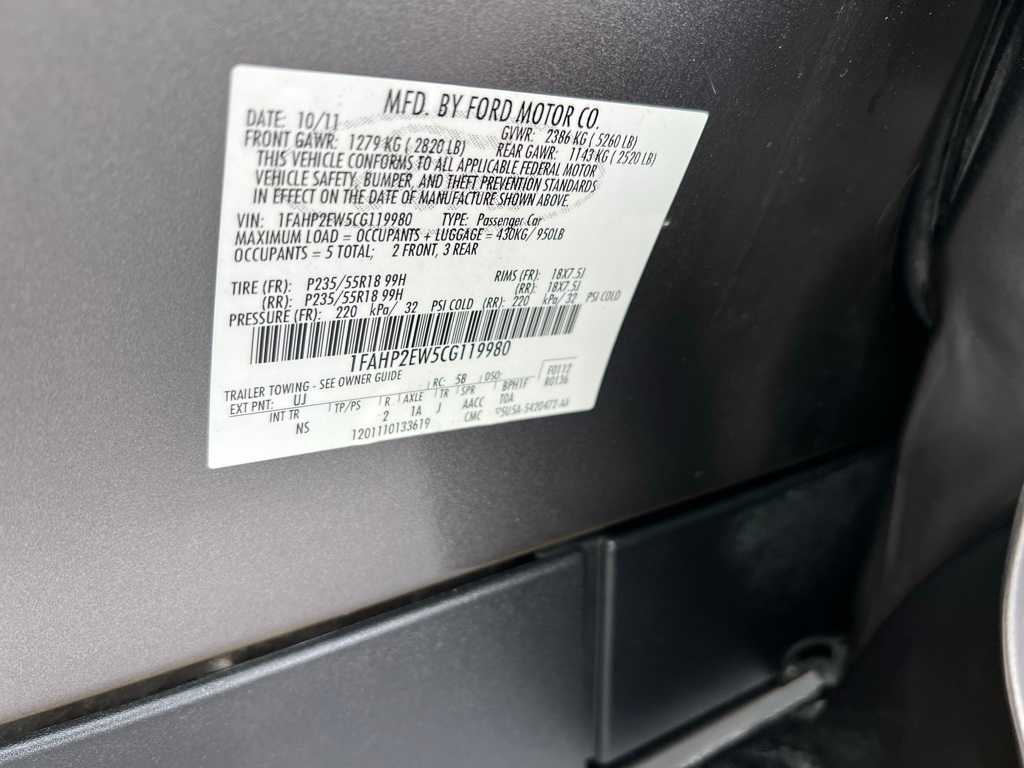 MFD. BY FORD MOTOR CO.
DATE: 10/11 GVWR: 2386 KG ( 5260 LB)
FRONT GAWR: 1279 KG ( 2820 LB) REAR GAWR: 1143 KG ( 2520 LB)
THIS VEHICLE CONFORMS TO ALL APPLICABLE FEDERAL MOTOR
VEHICLE SAFETY, BUMPER, AND THEFT PREVENTION STANDARDS
IN EFFECT ON THE DATE OF MANUFACTURE SHOWN ABOVE.
VIN: 1FAHP2EW5CG119980 TYPE: Passenger Car
MAXIMUM LOAD = OCCUPANTS + LUGGAGE = 430KG/ 950LB
OCCUPANTS = 5 TOTAL; 2 FRONT, 3 REAR
TIRE (FR): P235/55R18 99H RIMS (FR): 18X7.5J
(RR): P235/55R18 99H (RR): 18X7.5J
PRESSURE (FR): 220 kPa/ 32 PSI COLD (RR): 220 kPa/ 32 PSI COLD
1FAHP2EW5CG119980
TRAILER TOWING - SEE OWNER GUIDE
EXT PNT: UJ RC: 5B DSO: F0112
INT TR TP/PS R AXLE TR SPR BPH1F R0136
NS 2 1A J AACC TOA
1201110133619 CMC